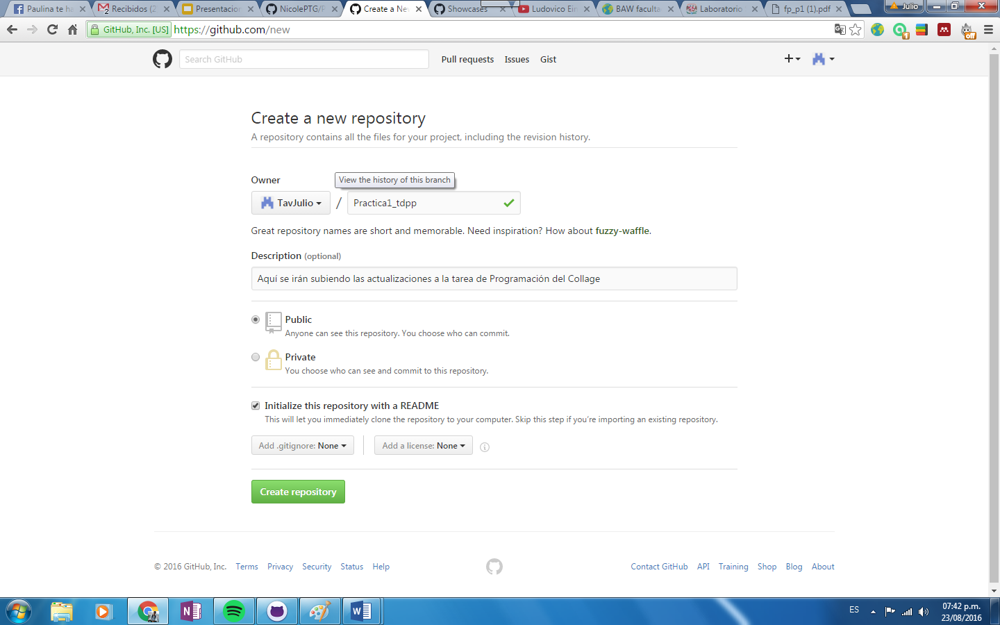 Paulina te ha
Recibidos (2
Presentacion
NicolePTG/P
Create a Nev
Showcases
Ludovico Ein
BAW faculta
Laboratorio
fp_p1 (1).pdf
Julio
GitHub, Inc. [US]
https://github.com/new
1
off
Search GitHub
Pull requests
Issues
Gist
Create a new repository
A repository contains all the files for your project, including the revision history.
Owner
View the history of this branch
TavJulio
/
Practica1_tdpp
Great repository names are short and memorable. Need inspiration? How about fuzzy-waffle.
Description (optional)
Aquí se irán subiendo las actualizaciones a la tarea de Programación del Collage
Public
Anyone can see this repository. You choose who can commit.
Private
You choose who can see and commit to this repository.
Initialize this repository with a README
This will let you immediately clone the repository to your computer. Skip this step if you're importing an existing repository.
Add .gitignore: None
Add a license: None
Create repository
© 2016 GitHub, Inc. Terms Privacy Security Status Help
Contact GitHub API Training Shop Blog About
ES
07:42 p.m.
23/08/2016